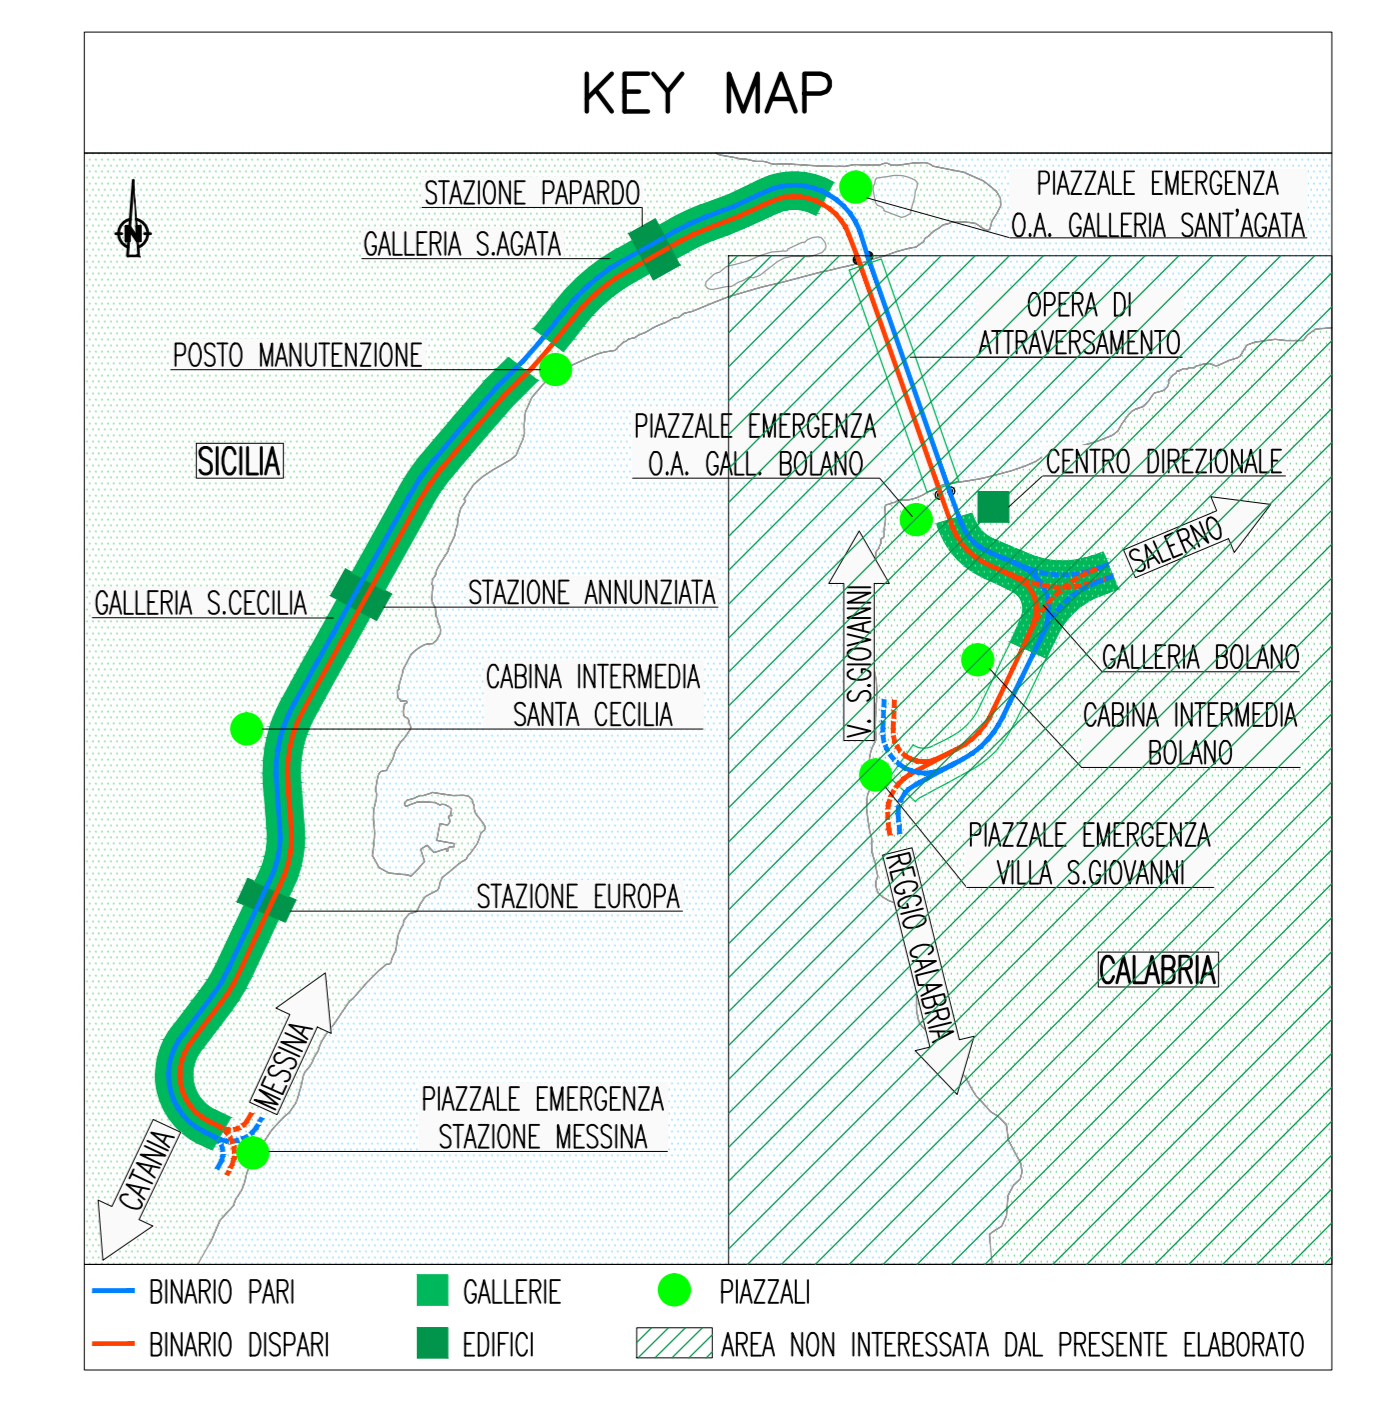 KEY MAP
N
STAZIONE PAPARDO
GALLERIA S.AGATA
PIAZZALE EMERGENZA
O.A. GALLERIA SANT'AGATA
OPERA DI
ATTRAVERSAMENTO
POSTO MANUTENZIONE
PIAZZALE EMERGENZA
O.A. GALL. BOLANO
SICILIA
CENTRO DIREZIONALE
SALERNO
GALLERIA S.CECILIA
STAZIONE ANNUNZIATA
V. S.GIOVANNI
GALLERIA BOLANO
CABINA INTERMEDIA
SANTA CECILIA
CABINA INTERMEDIA
BOLANO
PIAZZALE EMERGENZA
VILLA S.GIOVANNI
STAZIONE EUROPA
REGGIO CALABRIA
CALABRIA
MESSINA
PIAZZALE EMERGENZA
STAZIONE MESSINA
CATANIA
BINARIO PARI
GALLERIE
PIAZZALI
BINARIO DISPARI
EDIFICI
AREA NON INTERESSATA DAL PRESENTE ELABORATO